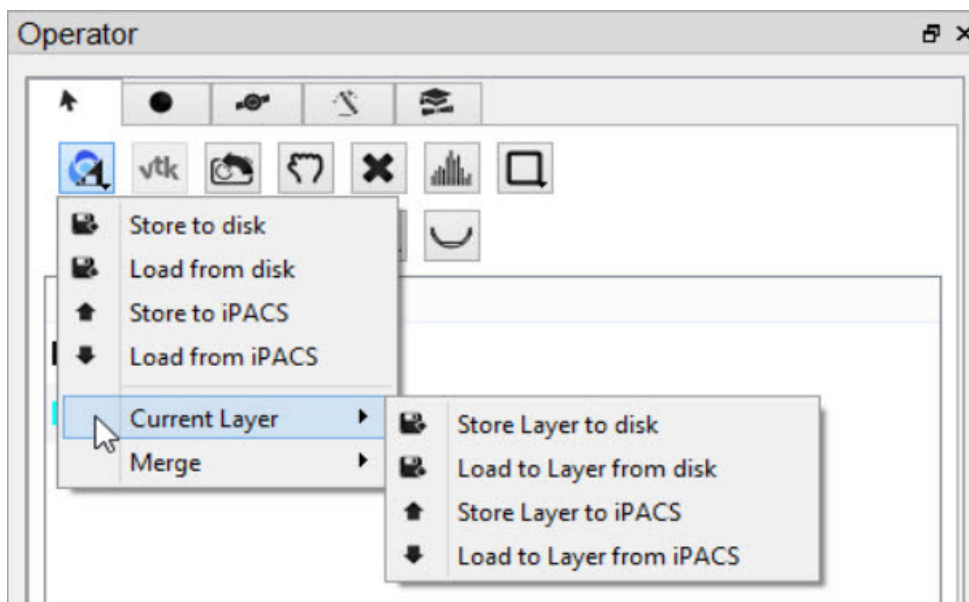 Operator
vtk
Store to disk
Load from disk
Store to iPACS
Load from iPACS
Current Layer
Merge
Store Layer to disk
Load to Layer from disk
Store Layer to iPACS
Load to Layer from iPACS